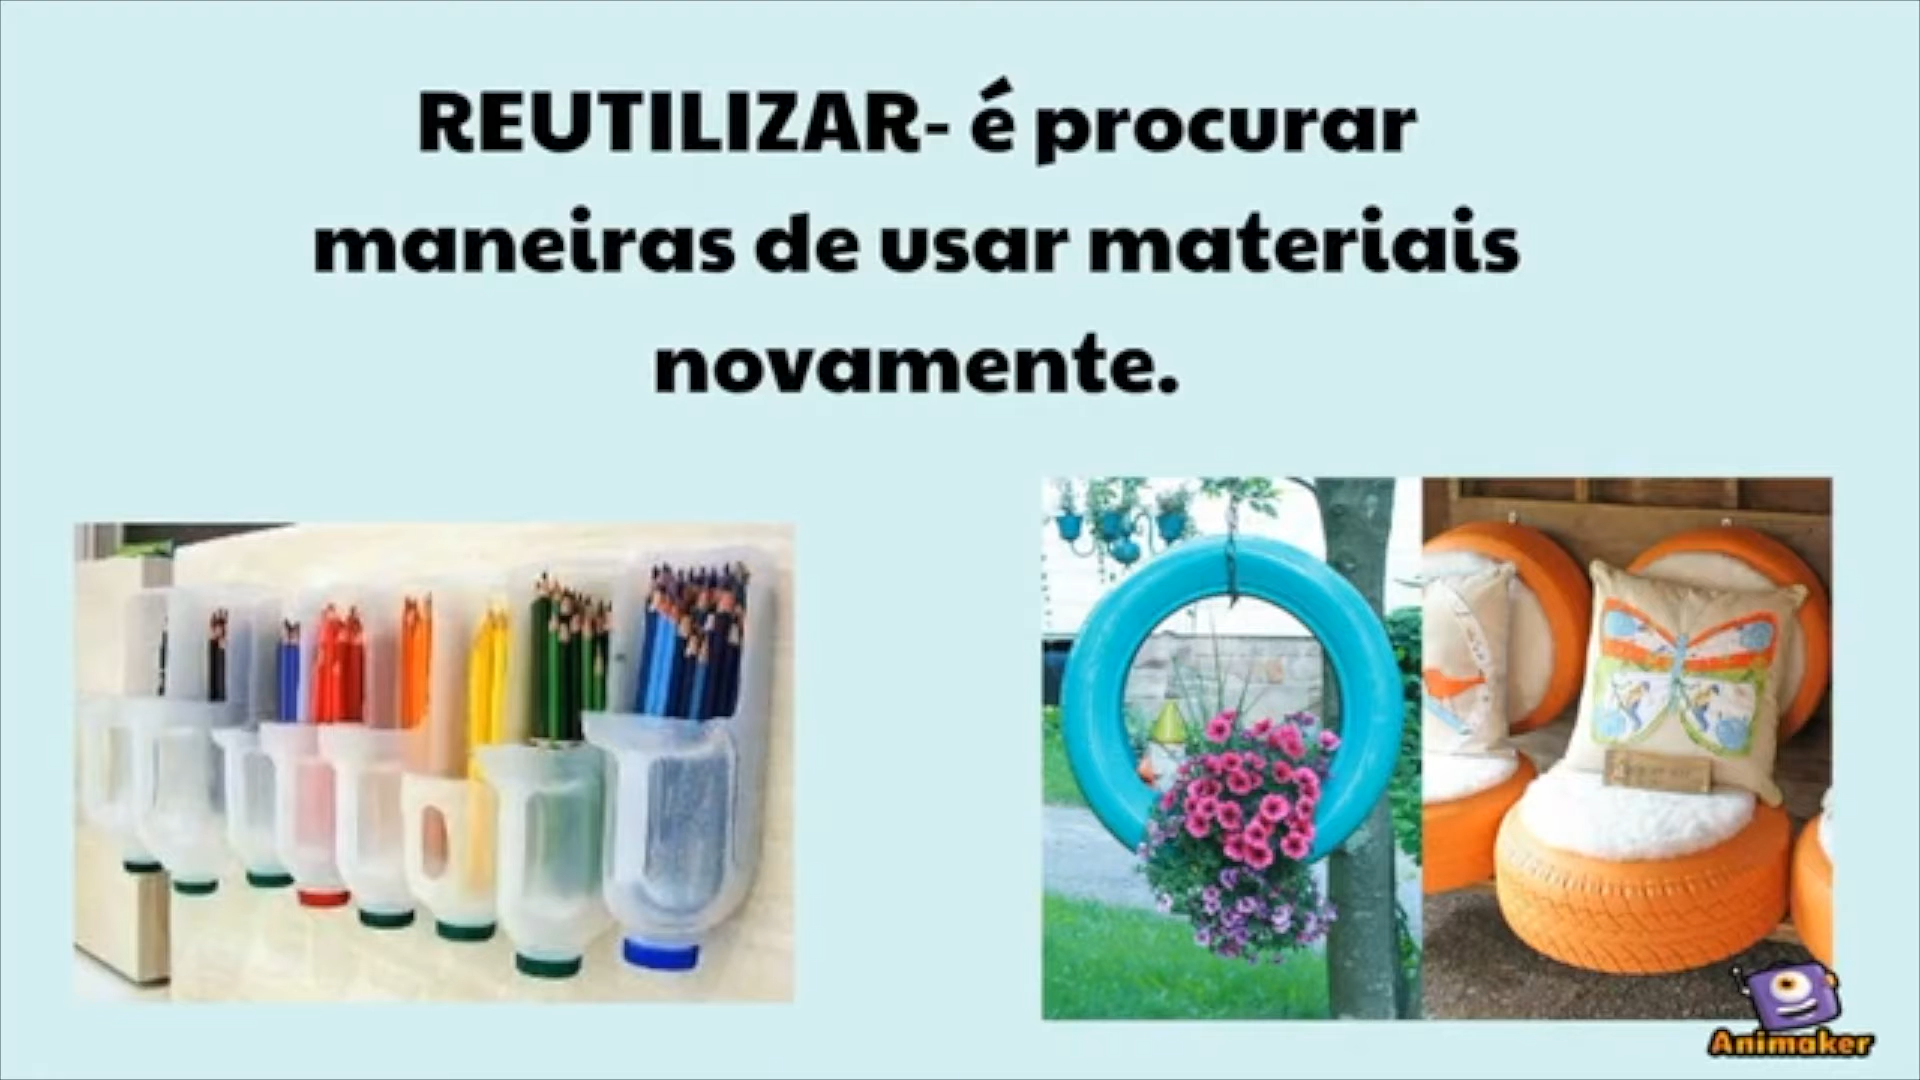 REUTILIZAR- é procurar
maneiras de usar materiais
novamente.
Animaker